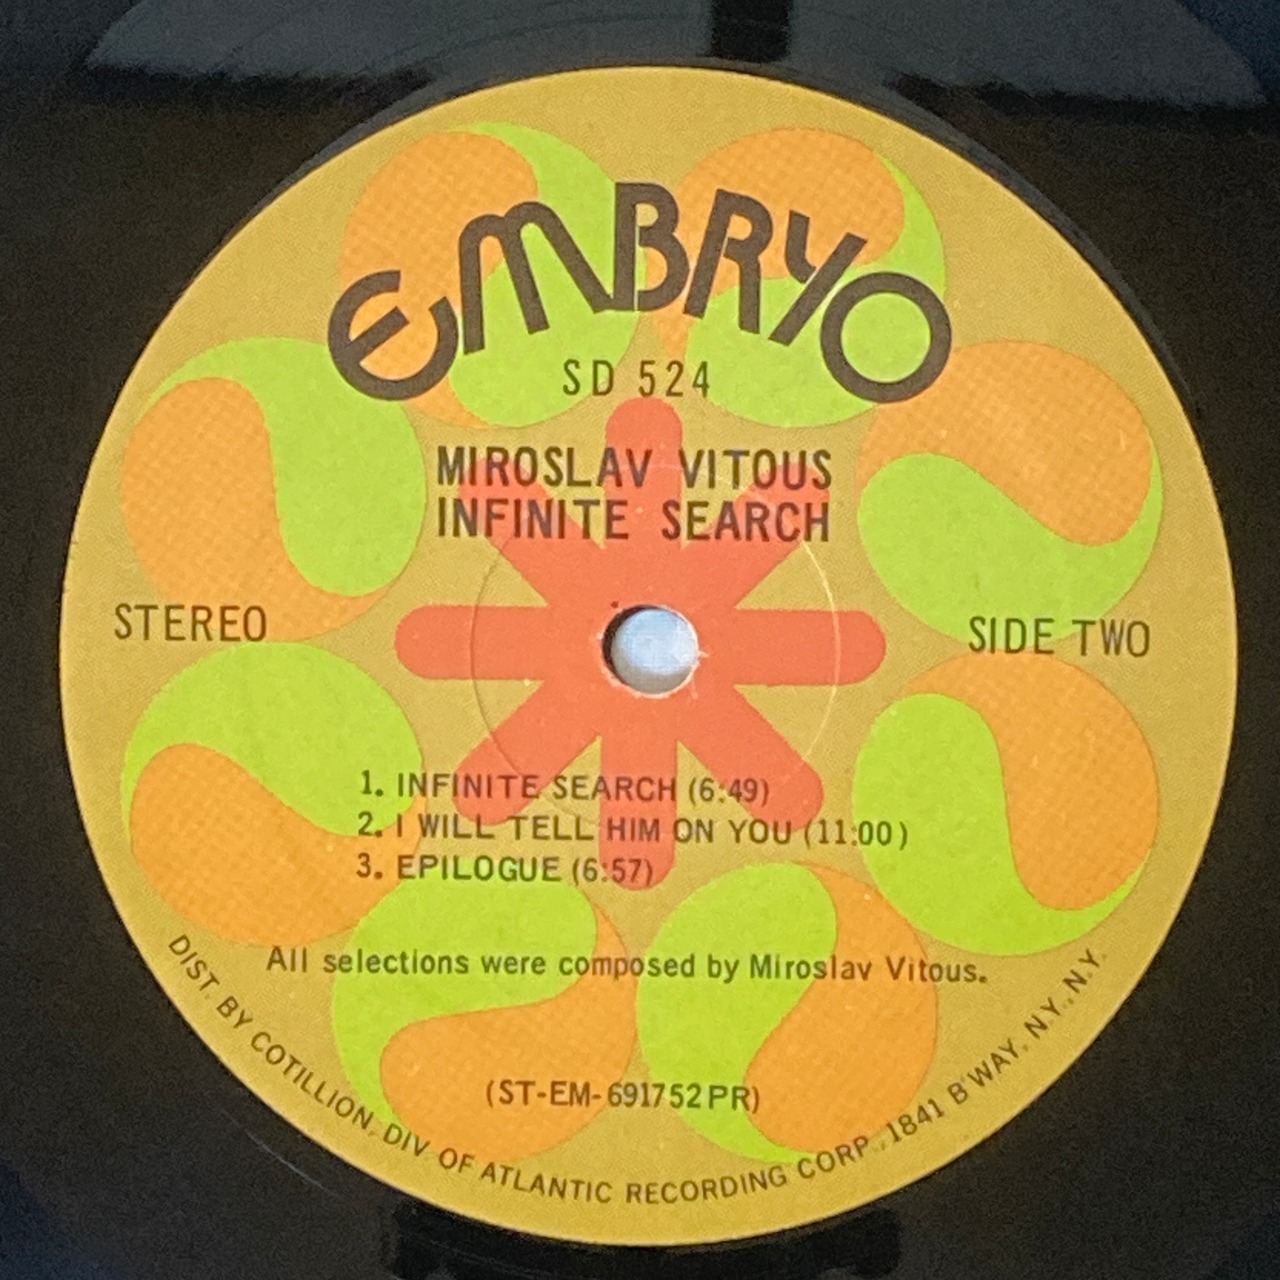 EMBRYO
SD 524
MIROSLAV VITOUS
INFINITE SEARCH
STEREO
SIDE TWO
1. INFINITE SEARCH (6:49)
2. I WILL TELL HIM ON YOU (11:00)
3. EPILOGUE (6:57)
All selections were composed by Miroslav Vitous.
(ST-EM-691752PR)
DIST. BY COTILLION, DIV OF ATLANTIC RECORDING CORP., 1841 B'WAY, N.Y., N.Y.